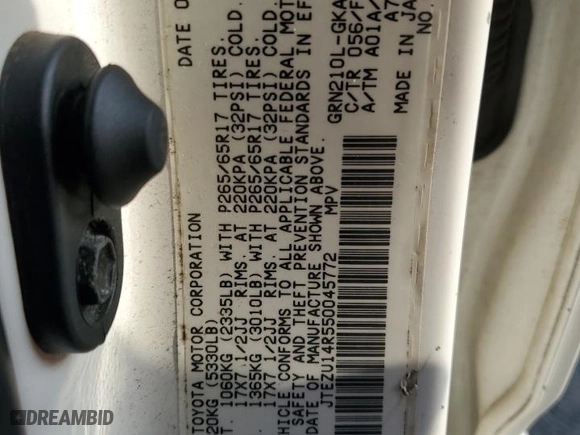 DATE 0
TOYOTA MOTOR CORPORATION
20KG (5330LB)
T. 1060KG (2335LB) WITH P265/65R17 TIRES.
17X7.1/2JJ RIMS. AT 220KPA (32PSI) COLD.
1365KG (3010LB) WITH P265/65R17 TIRES.
17X7.1/2JJ RIMS. AT 220KPA (32PSI) COLD.
EHICLE CONFORMS TO ALL APPLICABLE FEDERAL MOT
SAFETY AND THEFT PREVENTION STANDARDS IN EF
DATE OF MANUFACTURE SHOWN ABOVE.
JTEZU14R550045772 MPV
GRN210L-GKA
C/TR 056/F
A/TM A01A/
A7
MADE IN JA
NO.
DREAMBID